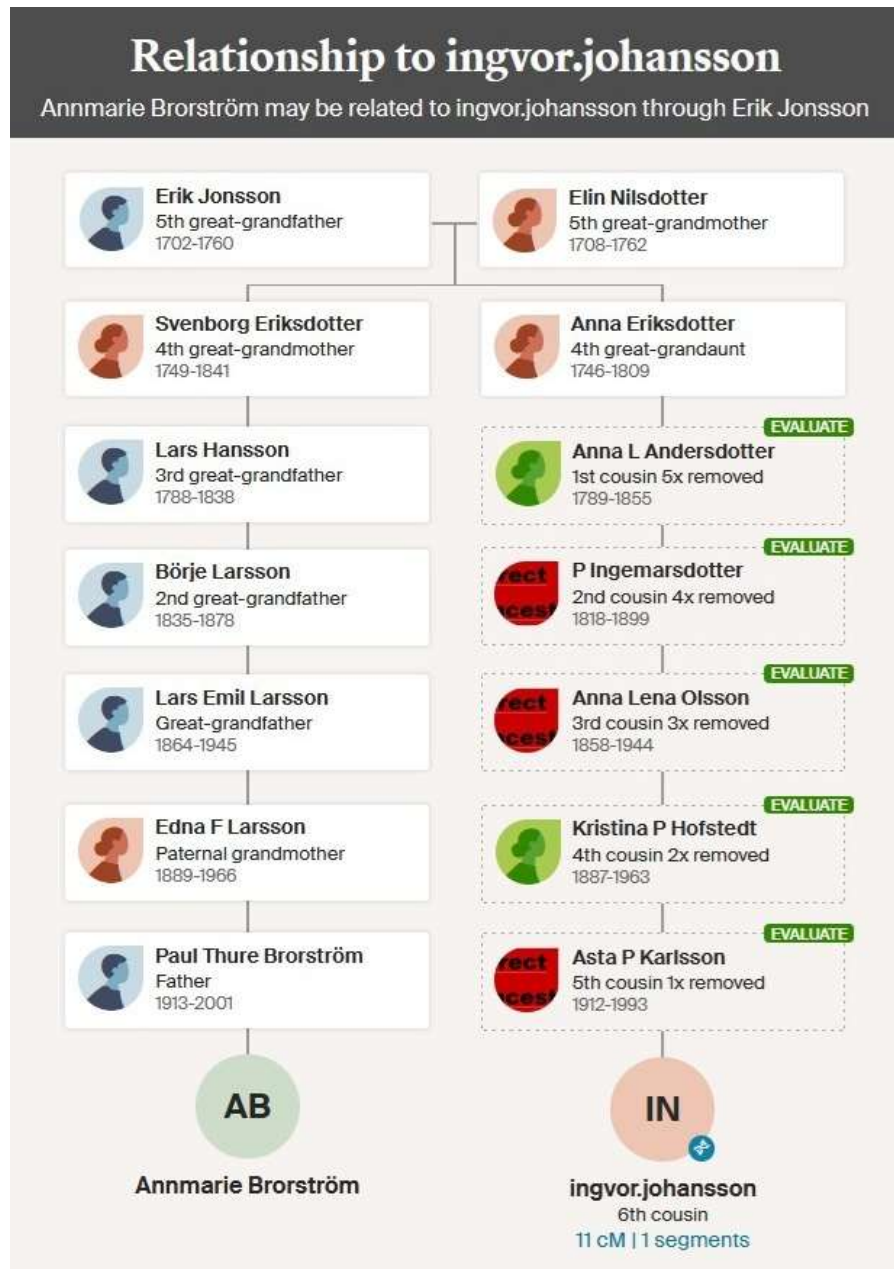 Relationship to ingvor.johansson
Annmarie Brorström may be related to ingvor.johansson through Erik Jonsson
Erik Jonsson
5th great-grandfather
1702-1760
Elin Nilsdotter
5th great-grandmother
1708-1762
Svenborg Eriksdotter
4th great-grandmother
1749-1841
Anna Eriksdotter
4th great-grandaunt
1746-1809
Lars Hansson
3rd great-grandfather
1788-1838
EVALUATE
Anna L Andersdotter
1st cousin 5x removed
1789-1855
Börje Larsson
2nd great-grandfather
1835-1878
EVALUATE
rect
cest
P Ingemarsdotter
2nd cousin 4x removed
1818-1899
Lars Emil Larsson
Great-grandfather
1864-1945
EVALUATE
rect
cest
Anna Lena Olsson
3rd cousin 3x removed
1858-1944
Edna F Larsson
Paternal grandmother
1889-1966
EVALUATE
Kristina P Hofstedt
4th cousin 2x removed
1887-1963
Paul Thure Brorström
Father
1913-2001
EVALUATE
rect
cest
Asta P Karlsson
5th cousin 1x removed
1912-1993
AB
Annmarie Brorström
IN
ingvor.johansson
6th cousin
11 cM | 1 segments